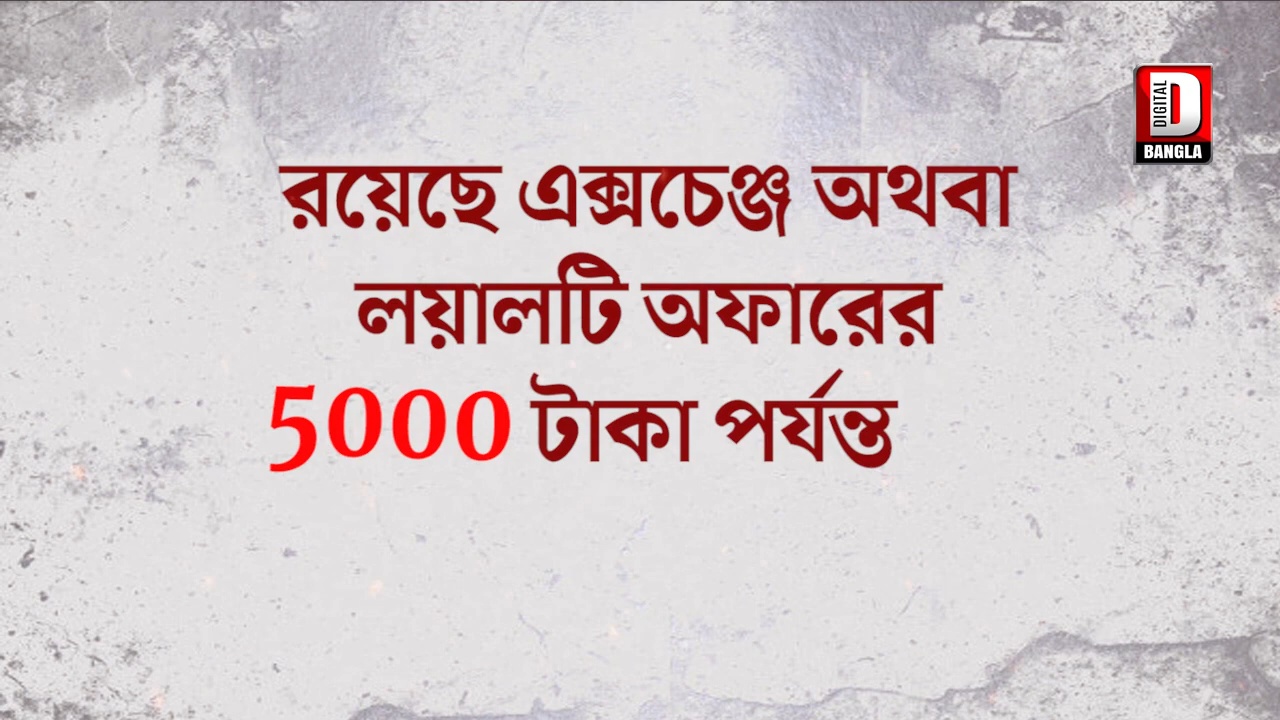 DIGITAL
D
BANGLA
রয়েছে এক্সচেঞ্জ অথবা
লয়ালটি অফারের
5000 টাকা পর্যন্ত